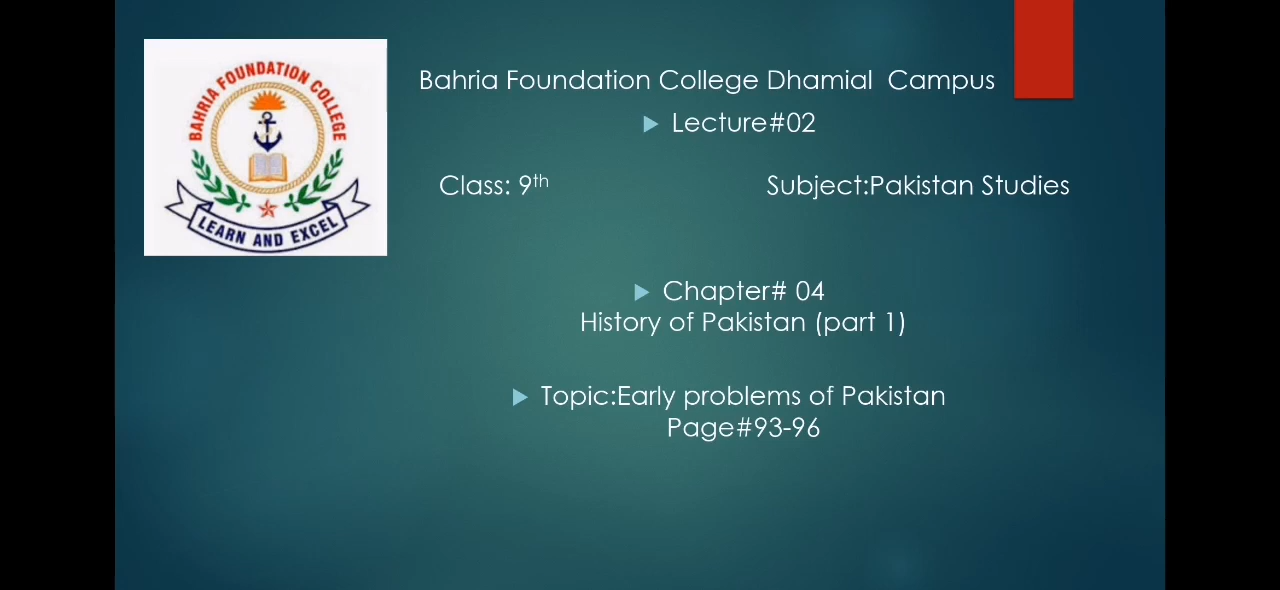 BAHRIA FOUNDATION COLLEGE
LEARN AND EXCEL
Bahria Foundation College Dhamial Campus
Lecture#02
Class: 9th Subject:Pakistan Studies
Chapter# 04
History of Pakistan (part 1)
Topic:Early problems of Pakistan
Page#93-96